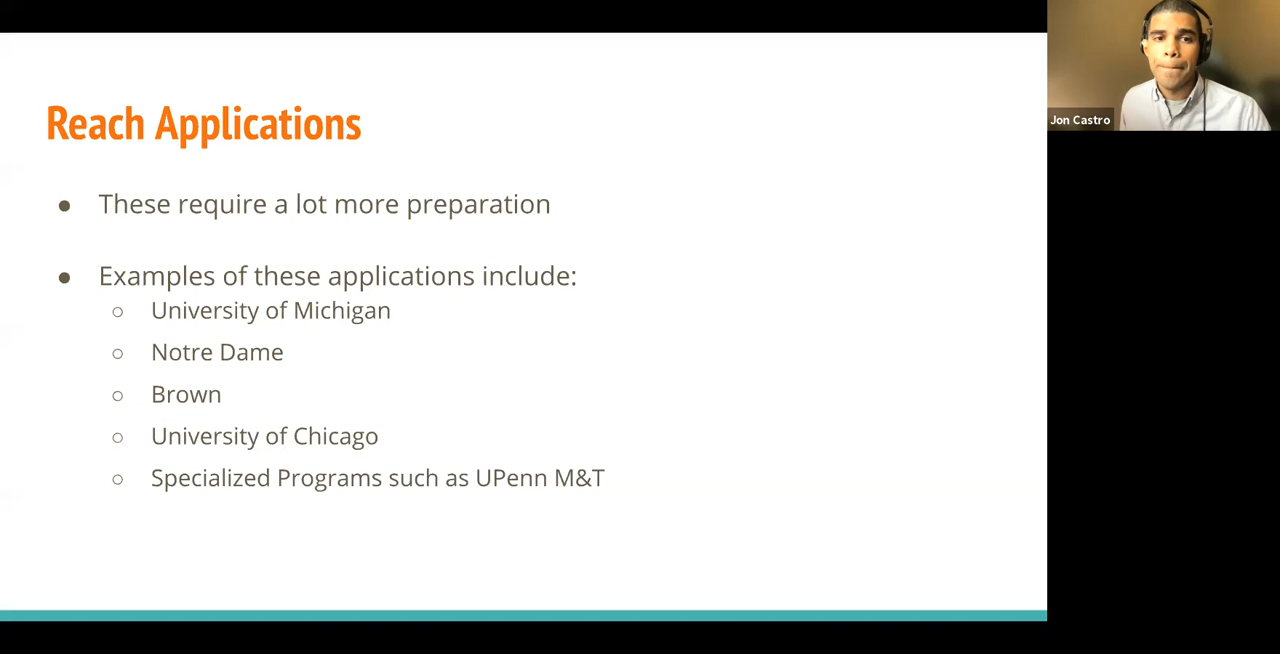 Reach Applications
● These require a lot more preparation
● Examples of these applications include:
○ University of Michigan
○ Notre Dame
○ Brown
○ University of Chicago
○ Specialized Programs such as UPenn M&T
Jon Castro